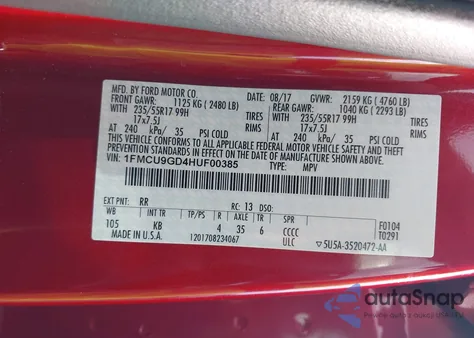 MFD. BY FORD MOTOR CO.
08/17 GVWR: 2159 KG ( 4760 LB)
FRONT GAWR: 1125 KG ( 2480 LB) REAR GAWR: 1040 KG ( 2293 LB)
WITH 235/55R17 99H TIRES WITH 235/55R17 99H TIRES
17x7.5J RIMS 17x7.5J RIMS
AT 240 kPa/ 35 PSI COLD AT 240 kPa/ 35 PSI COLD
THIS VEHICLE CONFORMS TO ALL APPLICABLE FEDERAL MOTOR VEHICLE SAFETY AND THEFT
PREVENTION STANDARDS IN EFFECT ON THE DATE OF MANUFACTURE SHOWN ABOVE.
VIN: 1FMCU9GD4HUF00385
TYPE: MPV
EXT PNT: RR RC: 13 DSO:
WB INT TR TP/PS R AXLE TR SPR
105 KB 4 35 6 CCCC
MADE IN U.S.A. ULC
F0104
T0291
1201708234067
5U5A-3520472-AA
autoSnap